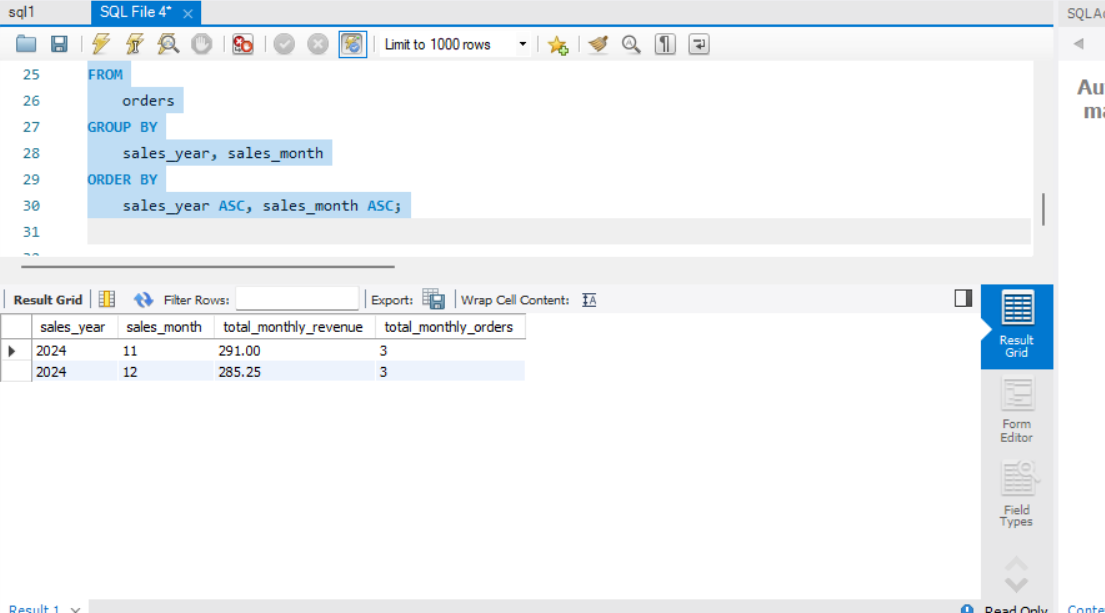 sql1
SQL File 4*
Limit to 1000 rows
25 FROM
26 orders
27 GROUP BY
28 sales_year, sales_month
29 ORDER BY
30 sales_year ASC, sales_month ASC;
31
Au
ma
Result Grid
Filter Rows:
Export:
Wrap Cell Content:
sales_year sales_month total_monthly_revenue total_monthly_orders
2024 11 291.00 3
2024 12 285.25 3
Result
Grid
Form
Editor
Field
Types
Result 1
Read Only
Conte